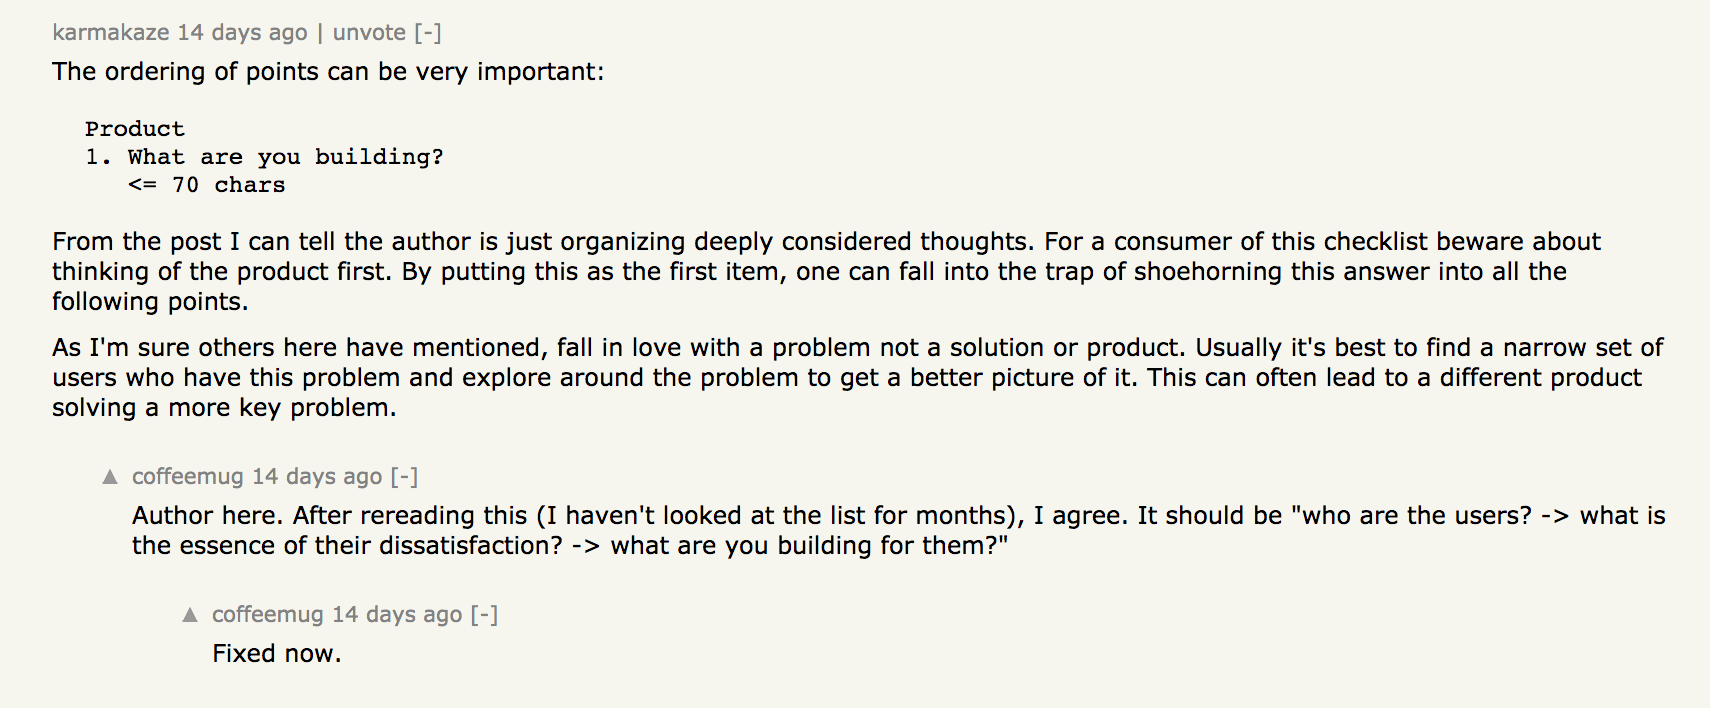 karmakaze 14 days ago | unvote [-]
The ordering of points can be very important:
Product
1. What are you building?
<= 70 chars
From the post I can tell the author is just organizing deeply considered thoughts. For a consumer of this checklist beware about
thinking of the product first. By putting this as the first item, one can fall into the trap of shoehorning this answer into all the
following points.
As I'm sure others here have mentioned, fall in love with a problem not a solution or product. Usually it's best to find a narrow set of
users who have this problem and explore around the problem to get a better picture of it. This can often lead to a different product
solving a more key problem.
▲ coffeemug 14 days ago [-]
Author here. After rereading this (I haven't looked at the list for months), I agree. It should be "who are the users? -> what is
the essence of their dissatisfaction? -> what are you building for them?"
▲ coffeemug 14 days ago [-]
Fixed now.